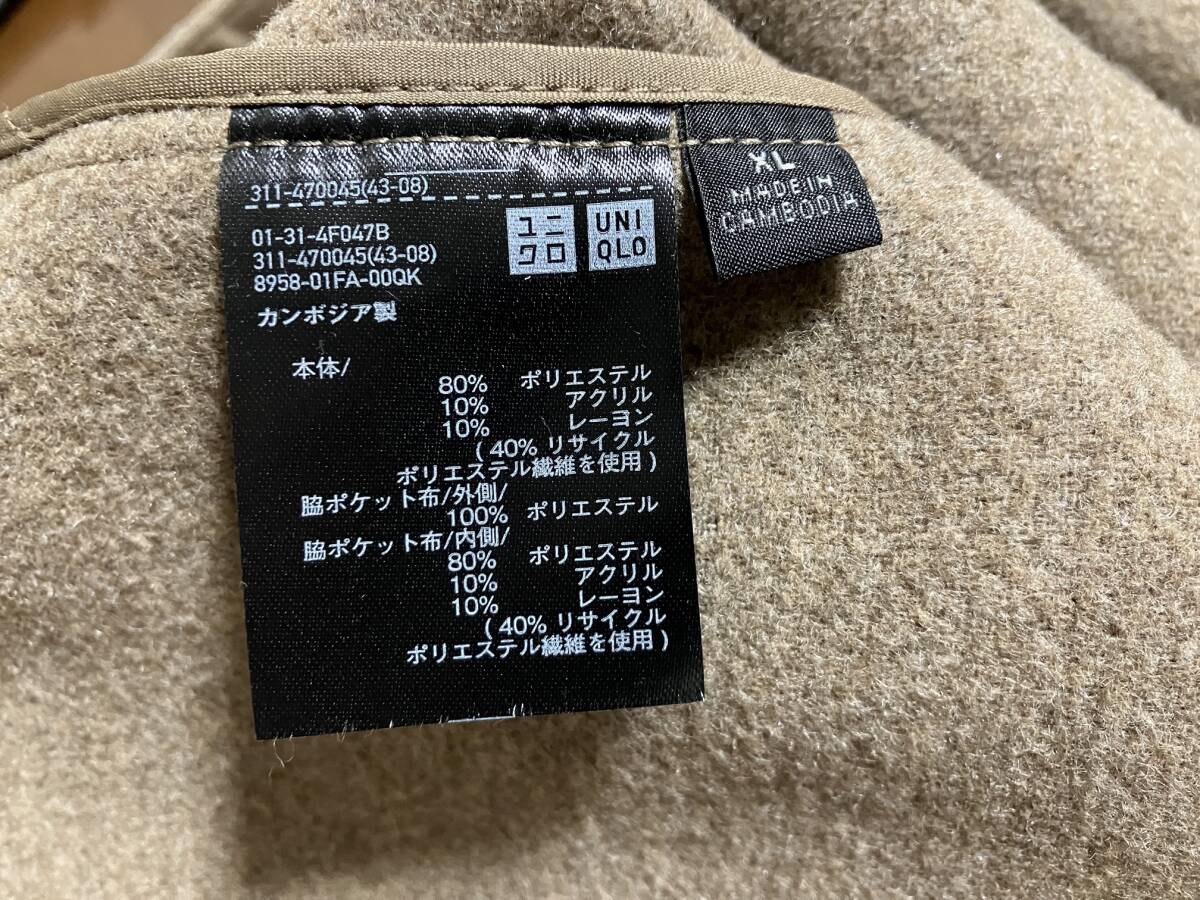 311-470045(43-08)
01-31-4F047B
311-470045(43-08)
8958-01FA-00QK
ユニ
クロ
UNI
QLO
カンボジア製
本体/
80% ポリエステル
10% アクリル
10% レーヨン
( 40% リサイクル
ポリエステル繊維を使用 )
脇ポケット布/外側/
100% ポリエステル
脇ポケット布/内側/
80% ポリエステル
10% アクリル
10% レーヨン
( 40% リサイクル
ポリエステル繊維を使用 )
XL
MADE IN
CAMBODIA